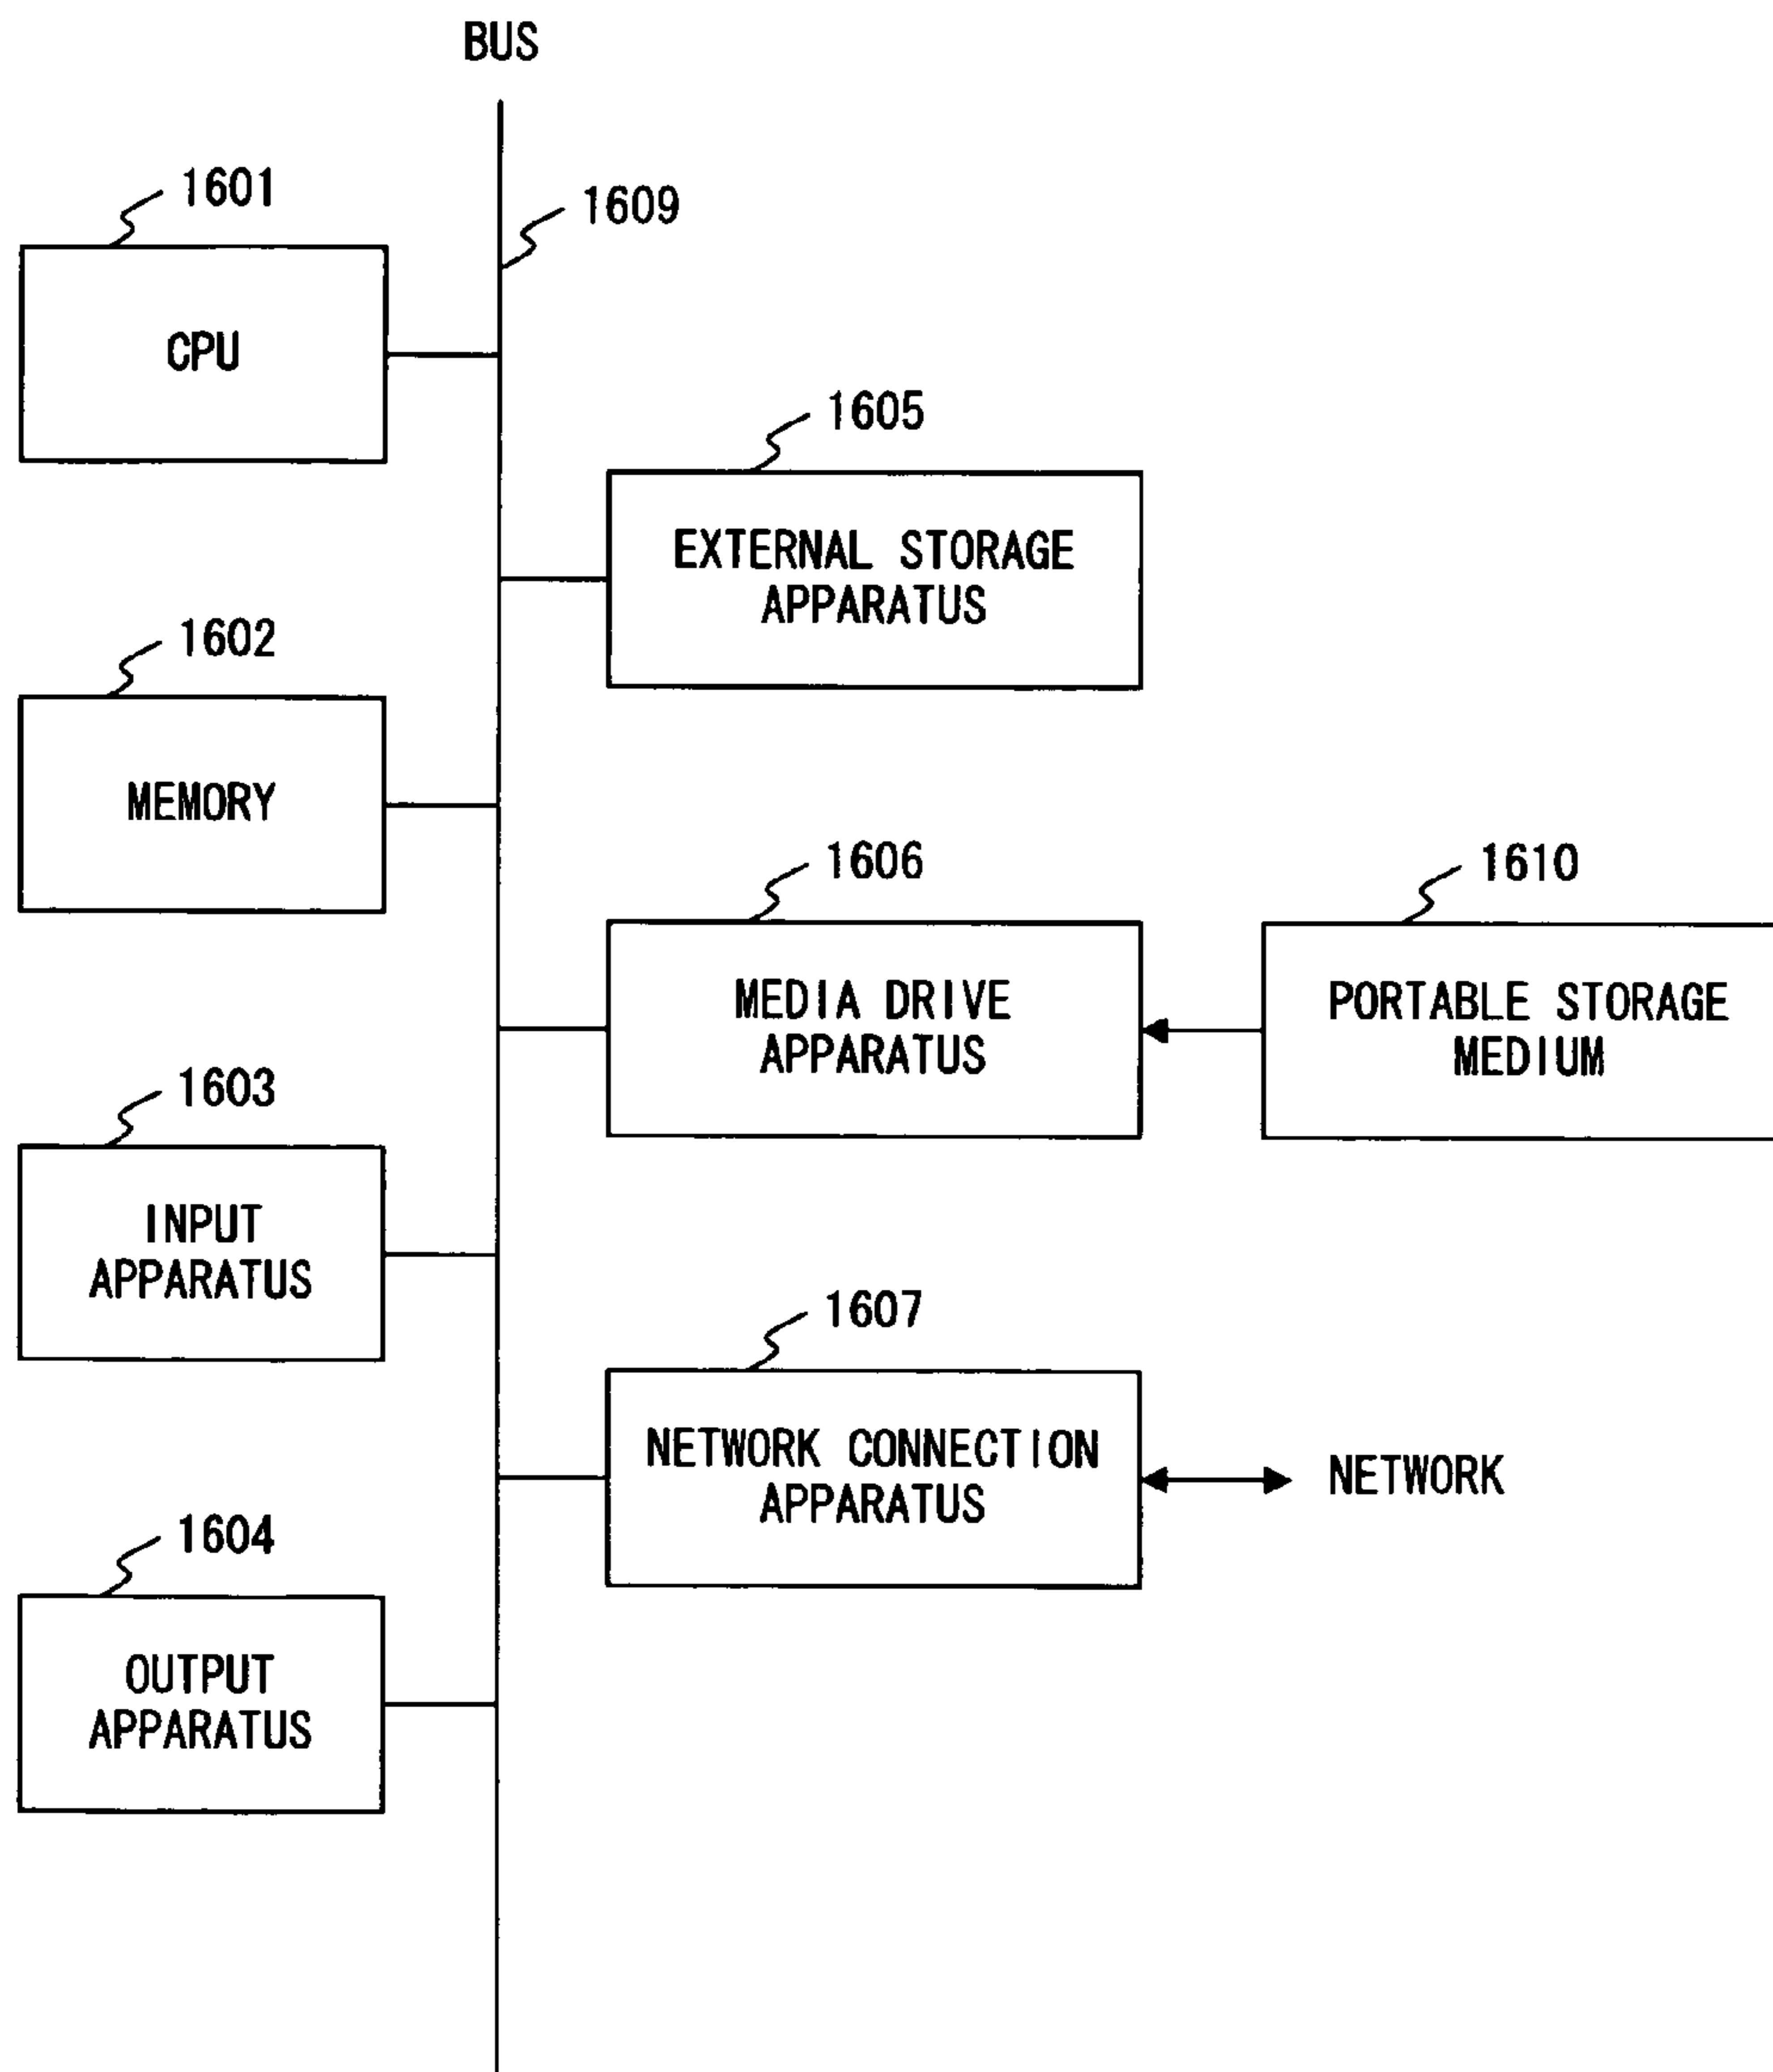 BUS
1601
1609
CPU
1605
EXTERNAL STORAGE
APPARATUS
1602
MEMORY
1606
1610
MEDIA DRIVE
APPARATUS
PORTABLE STORAGE
MEDIUM
1603
INPUT
APPARATUS
1607
NETWORK CONNECTION
APPARATUS
NETWORK
1604
OUTPUT
APPARATUS